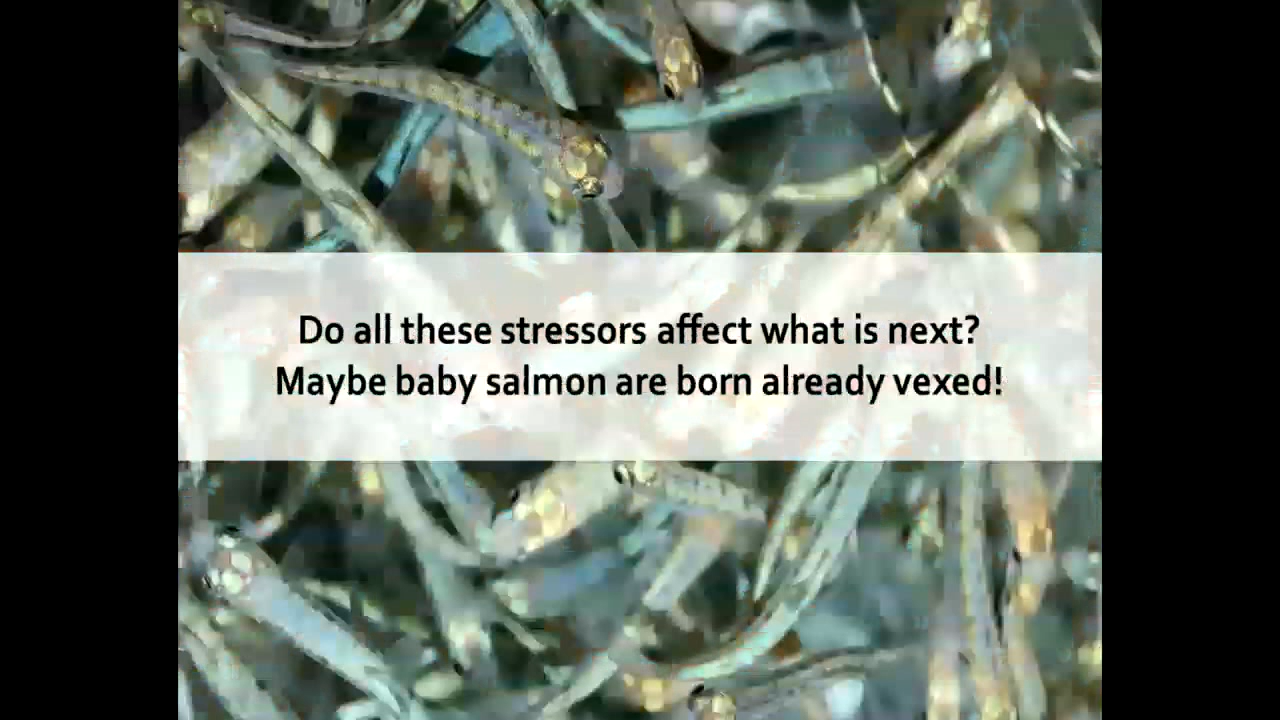 Do all these stressors affect what is next?
Maybe baby salmon are born already vexed!